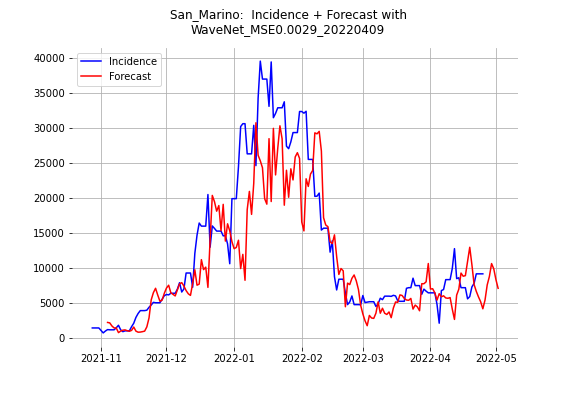 San_Marino:  Incidence + Forecast with
WaveNet_MSE0.0029_20220409
Incidence
Forecast
40000
35000
30000
25000
20000
15000
10000
5000
0
2021-11 2021-12 2022-01 2022-02 2022-03 2022-04 2022-05